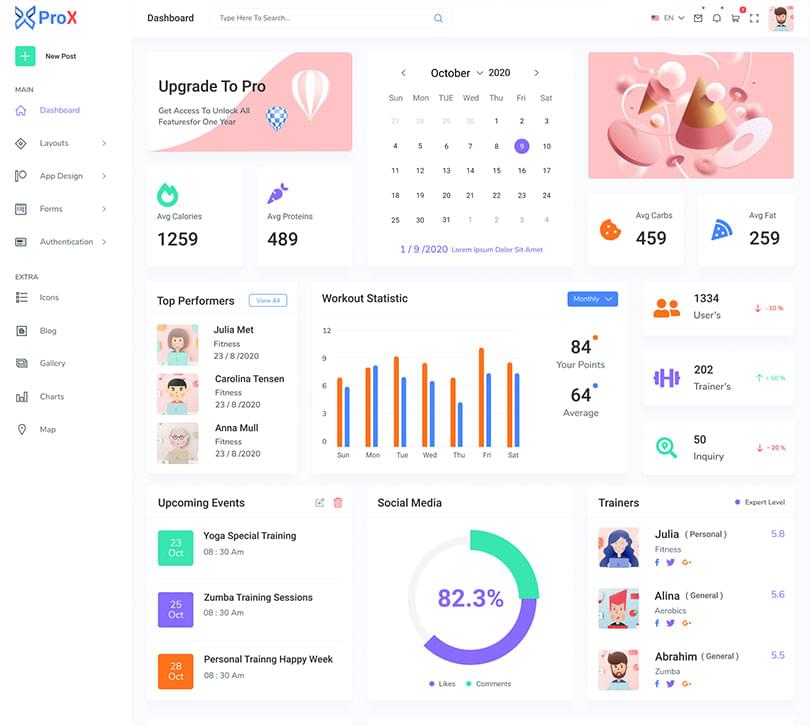 ProX
Dashboard
Type Here To Search...
EN
New Post
MAIN
Dashboard
Layouts
App Design
Forms
Authentication
EXTRA
Icons
Blog
Gallery
Charts
Map
Upgrade To Pro
Get Access To Unlock All
Featuresfor One Year
Avg Calories
1259
Avg Proteins
489
October 2020
Sun Mon TUE Wed Thu Fri Sat
27 28 29 30 1 2 3
4 5 6 7 8 9 10
11 12 13 14 15 16 17
18 19 20 21 22 23 24
25 30 31 1 2 3 4
1 / 9 /2020 Lorem Ipsum Dolor Sit Amet
Avg Carbs
459
Avg Fat
259
Top Performers
View All
Julia Met
Fitness
23 / 8 /2020
Carolina Tensen
Fitness
23 / 8 /2020
Anna Mull
Fitness
23 / 8 /2020
Workout Statistic
Monthly
12
9
6
3
0
Sun Mon Tue Wed Thu Fri Sat
84
Your Points
64
Average
1334
User's
- 10 %
202
Trainer's
+ 50 %
50
Inquiry
- 20 %
Upcoming Events
23
Oct
Yoga Special Training
08 : 30 Am
25
Oct
Zumba Training Sessions
08 : 30 Am
28
Oct
Personal Trainng Happy Week
08 : 30 Am
Social Media
82.3%
Likes
Comments
Trainers
Expert Level
Julia ( Personal )
5.8
Fitness
Alina ( General )
5.6
Aerobics
Abrahim ( General )
5.5
Zumba